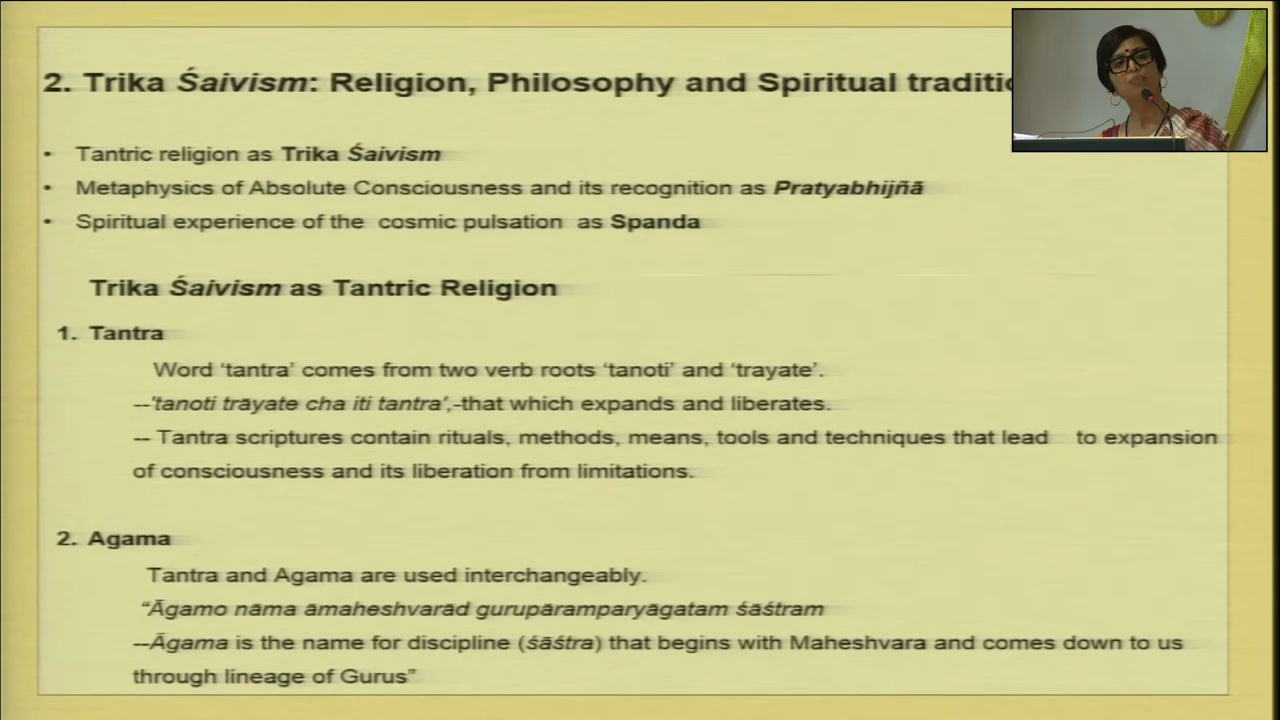 2. Trika Śaivism: Religion, Philosophy and Spiritual
• Tantric religion as Trika Śaivism
• Metaphysics of Absolute Consciousness and its recognition as Pratyabhijñā
• Spiritual experience of the cosmic pulsation as Spanda
Trika Śaivism as Tantric Religion
1. Tantra
Word ‘tantra’ comes from two verb roots ‘tanoti’ and ‘trayate’.
--'tanoti trāyate cha iti tantra',-that which expands and liberates.
-- Tantra scriptures contain rituals, methods, means, tools and techniques that lead to expansion
of consciousness and its liberation from limitations.
2. Agama
Tantra and Agama are used interchangeably.
“Āgamo nāma āmaheshvarād gurupāramparyāgatam śāśtram
--Āgama is the name for discipline (śāśtra) that begins with Maheshvara and comes down to us
through lineage of Gurus”